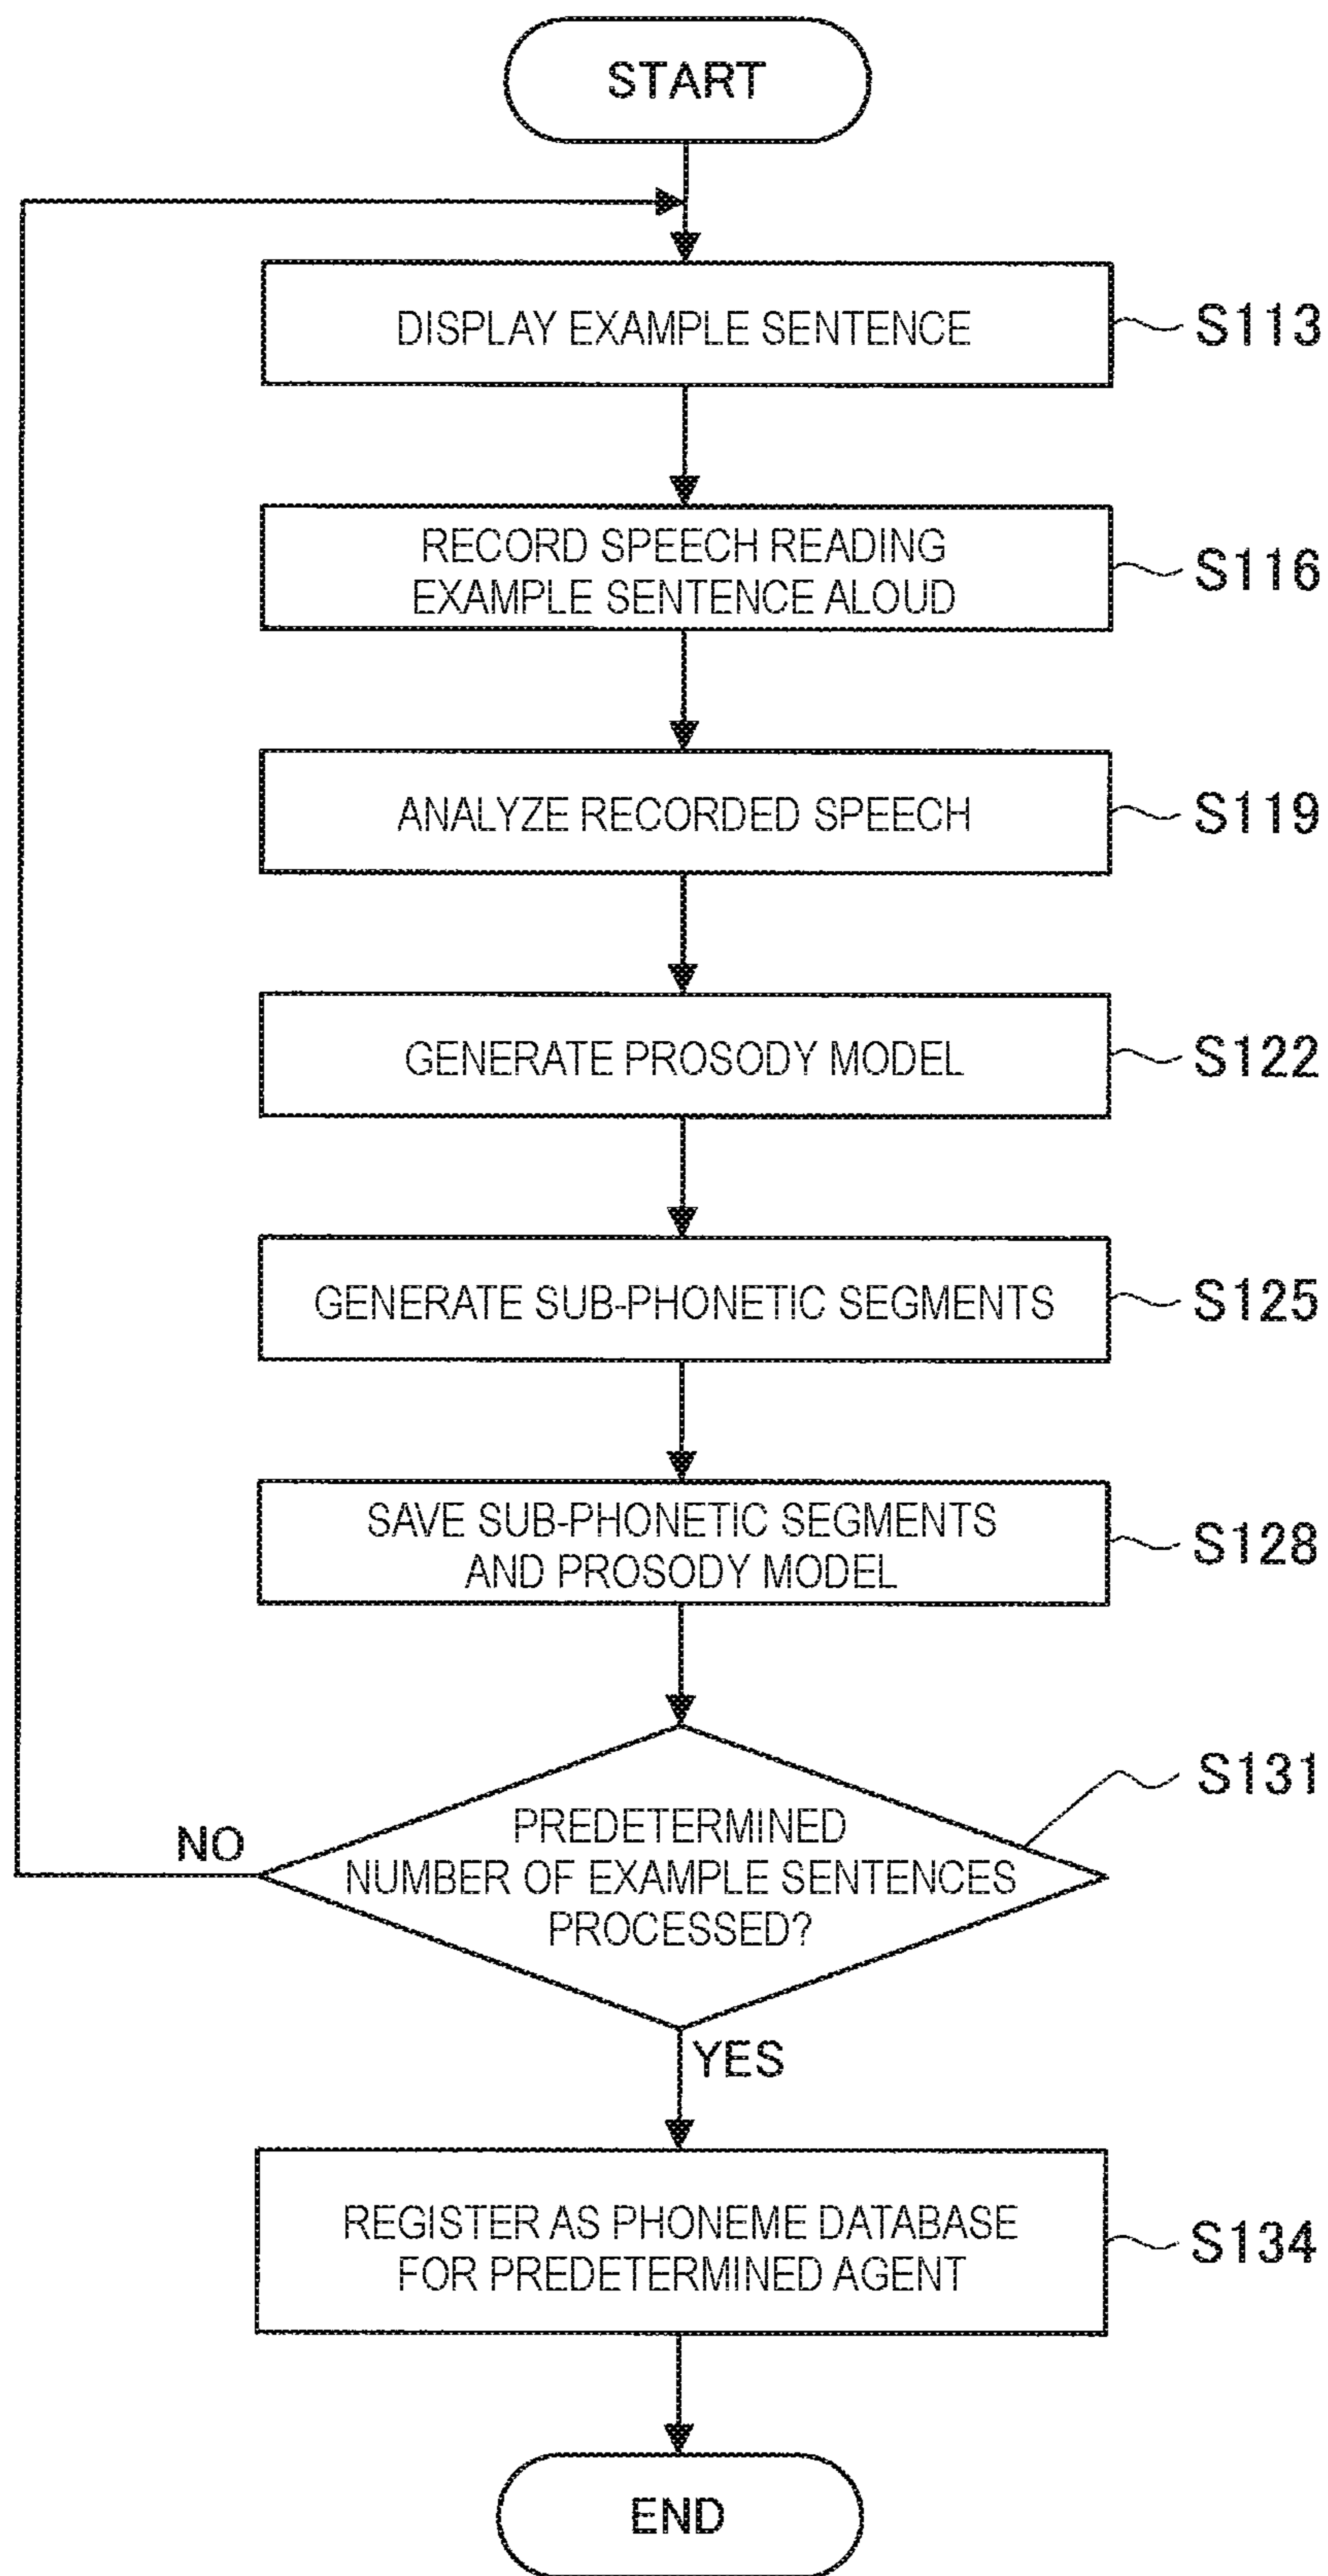 START
DISPLAY EXAMPLE SENTENCE
S113
RECORD SPEECH READING
EXAMPLE SENTENCE ALOUD
S116
ANALYZE RECORDED SPEECH
S119
GENERATE PROSODY MODEL
S122
GENERATE SUB-PHONETIC SEGMENTS
S125
SAVE SUB-PHONETIC SEGMENTS
AND PROSODY MODEL
S128
PREDETERMINED
NUMBER OF EXAMPLE SENTENCES
PROCESSED?
S131
NO
YES
REGISTER AS PHONEME DATABASE
FOR PREDETERMINED AGENT
S134
END